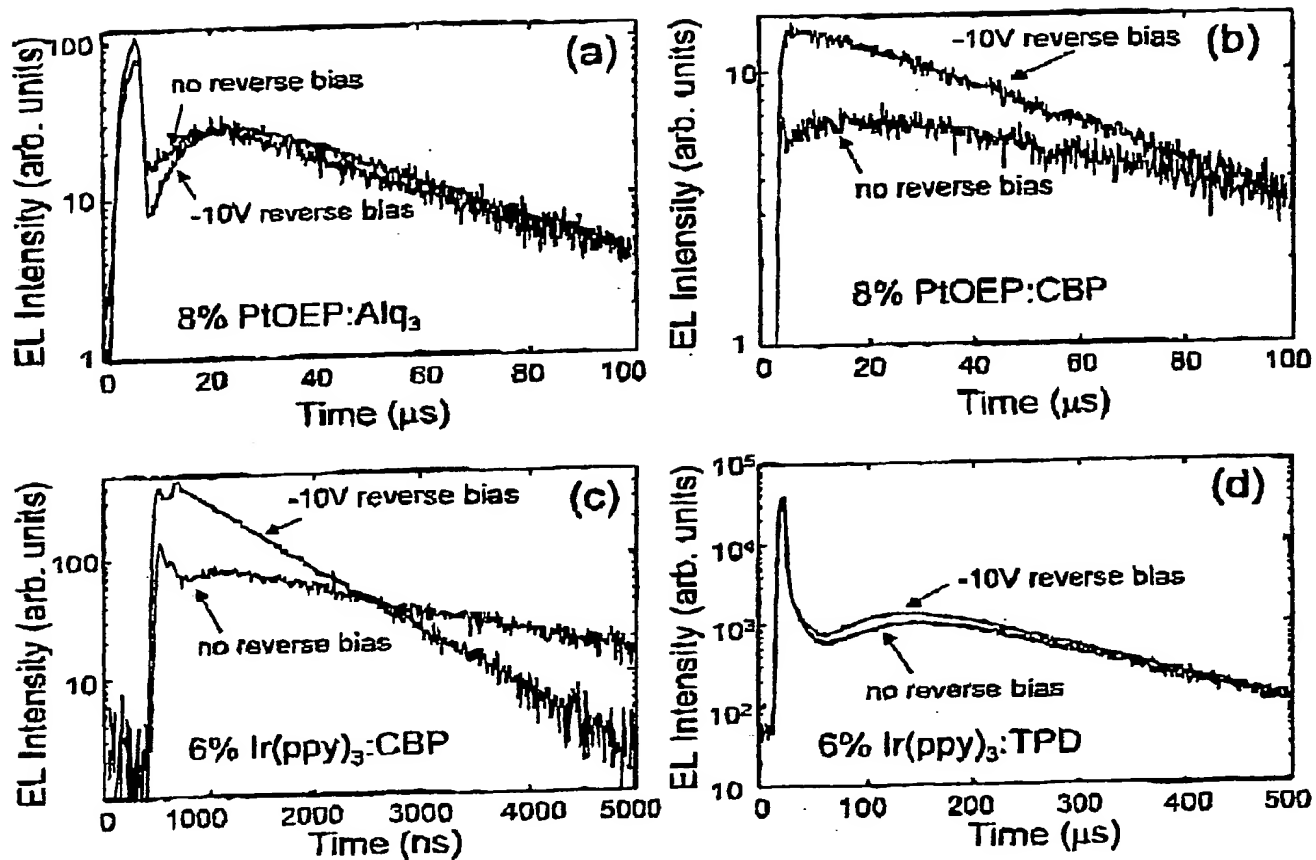 (a)
EL Intensity (arb. units)
100
10
1
no reverse bias
-10V reverse bias
8% PtOEP:Alq₃
0 20 40 60 80 100
Time (μs)
(b)
EL Intensity (arb. units)
10
1
-10V reverse bias
no reverse bias
8% PtOEP:CBP
0 20 40 60 80 100
Time (μs)
(c)
EL Intensity (arb. units)
100
10
-10V reverse bias
no reverse bias
6% Ir(ppy)₃:CBP
0 1000 2000 3000 4000 5000
Time (ns)
(d)
EL Intensity (arb. units)
10⁵
10⁴
10³
10²
10
-10V reverse bias
no reverse bias
6% Ir(ppy)₃:TPD
0 100 200 300 400 500
Time (μs)